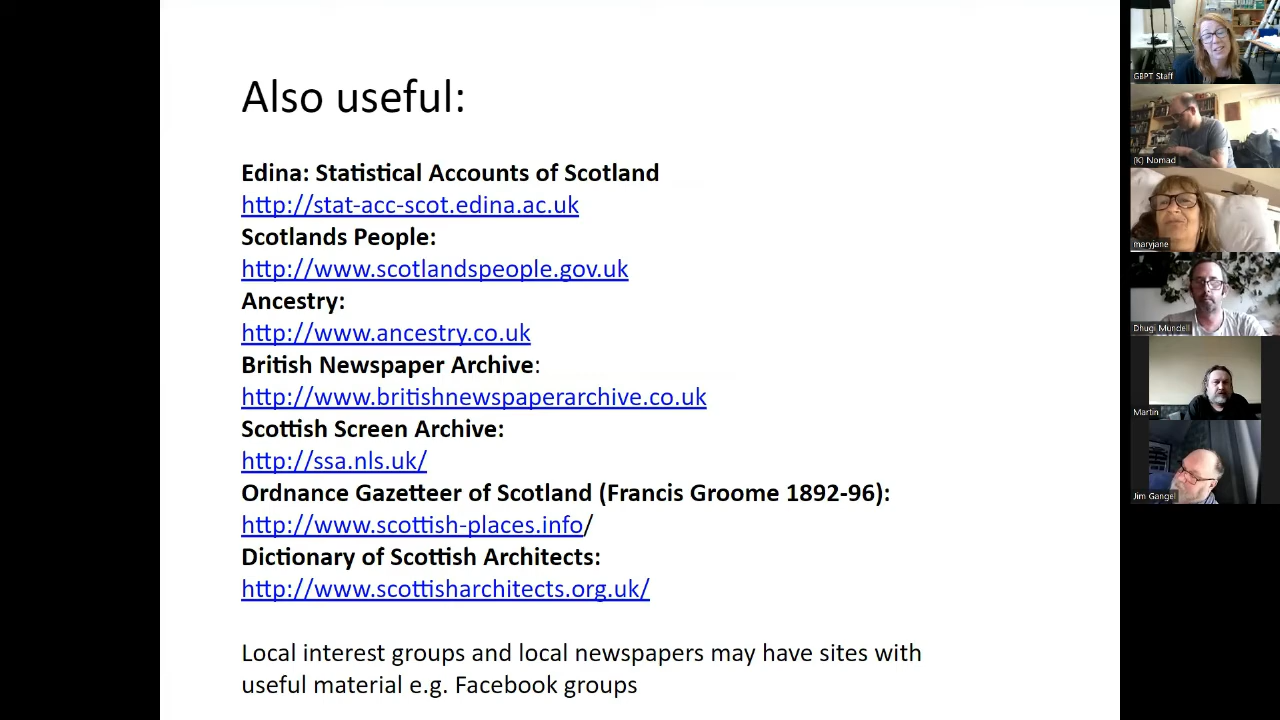 Also useful:
Edina: Statistical Accounts of Scotland
http://stat-acc-scot.edina.ac.uk
Scotlands People:
http://www.scotlandspeople.gov.uk
Ancestry:
http://www.ancestry.co.uk
British Newspaper Archive:
http://www.britishnewspaperarchive.co.uk
Scottish Screen Archive:
http://ssa.nls.uk/
Ordnance Gazetteer of Scotland (Francis Groome 1892-96):
http://www.scottish-places.info/
Dictionary of Scottish Architects:
http://www.scottisharchitects.org.uk/
Local interest groups and local newspapers may have sites with
useful material e.g. Facebook groups
GBPT Staff
(K) Nomad
maryjane
Dhugi Mundell
Martin
Jim Gangel